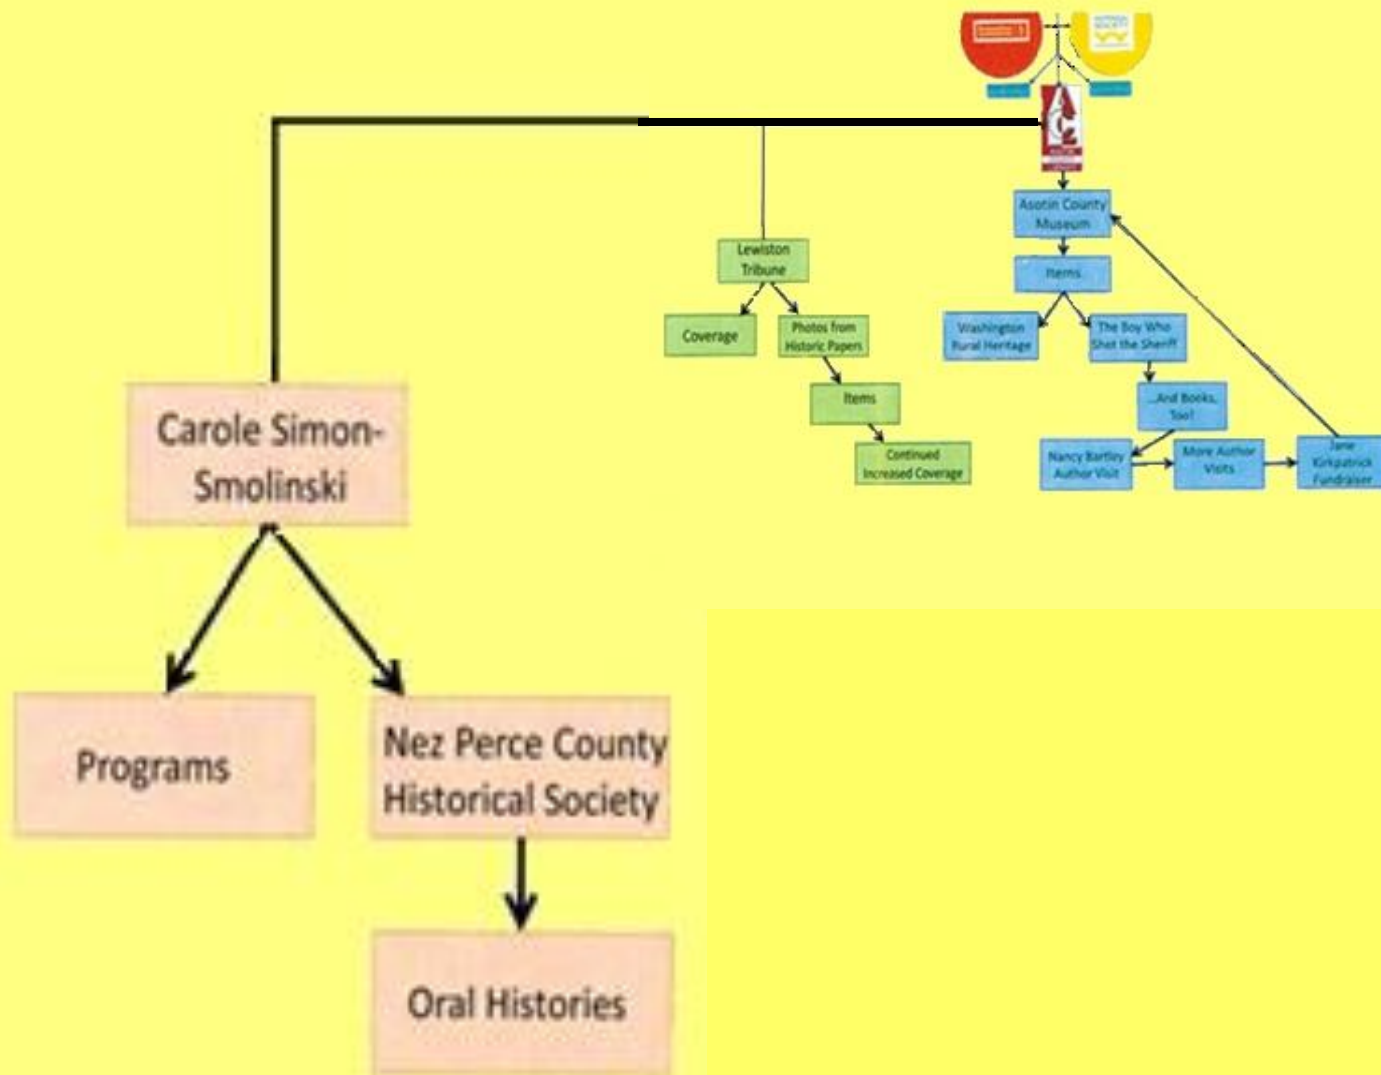 SOCIETY
Asotin County
Museum
Items
Washington
Rural Heritage
The Boy Who
Shot the Sheriff
...And Books,
Too!
Nancy Bartley
Author Visit
More Author
Visits
Jane
Kirkpatrick
Fundraiser
Lewiston
Tribune
Coverage
Photos from
Historic Papers
Items
Continued
Increased Coverage
Carole Simon-
Smolinski
Programs
Nez Perce County
Historical Society
Oral Histories